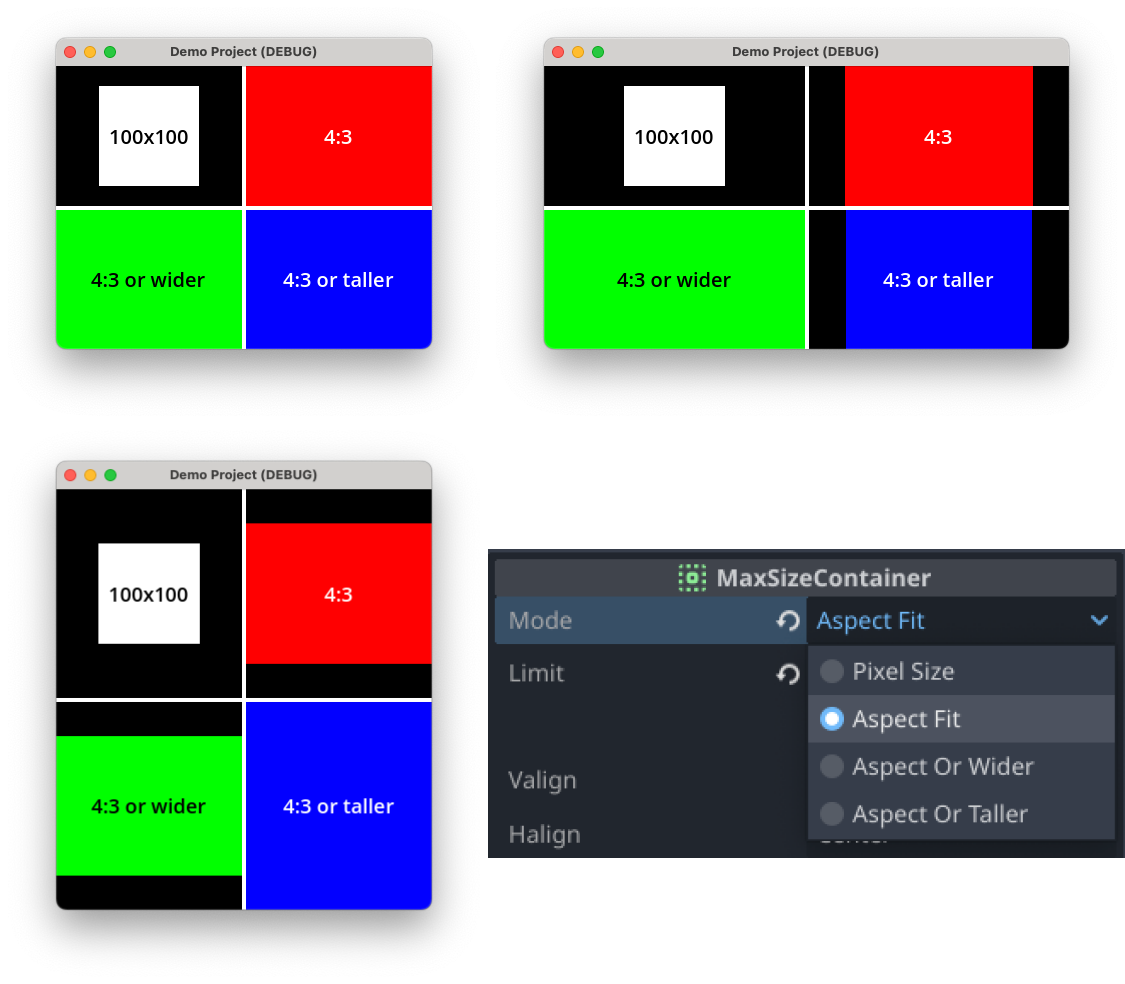 Demo Project (DEBUG)
100x100
4:3
4:3 or wider
4:3 or taller
Demo Project (DEBUG)
100x100
4:3
4:3 or wider
4:3 or taller
Demo Project (DEBUG)
100x100
4:3
4:3 or wider
4:3 or taller
MaxSizeContainer
Mode
Aspect Fit
Limit
Pixel Size
Aspect Fit
Aspect Or Wider
Valign
Aspect Or Taller
Halign